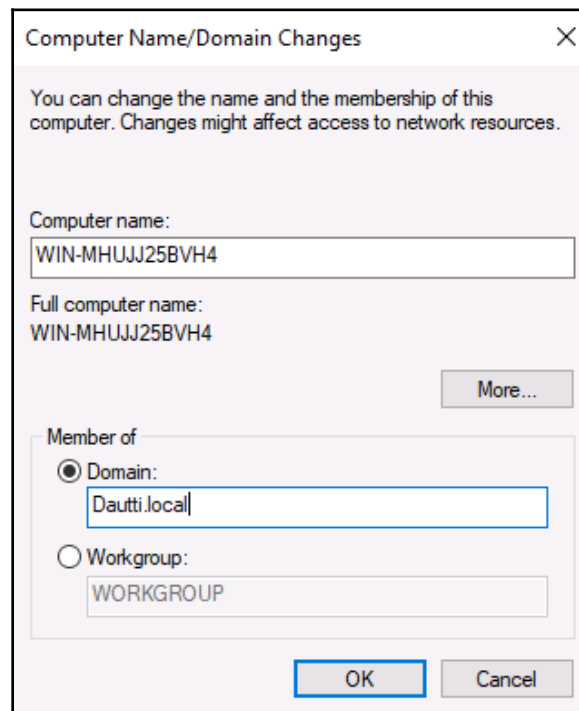 Computer Name/Domain Changes
You can change the name and the membership of this
computer. Changes might affect access to network resources.
Computer name:
WIN-MHUJJ25BVH4
Full computer name:
WIN-MHUJJ25BVH4
More...
Member of
Domain:
Dautti.local
Workgroup:
WORKGROUP
OK Cancel